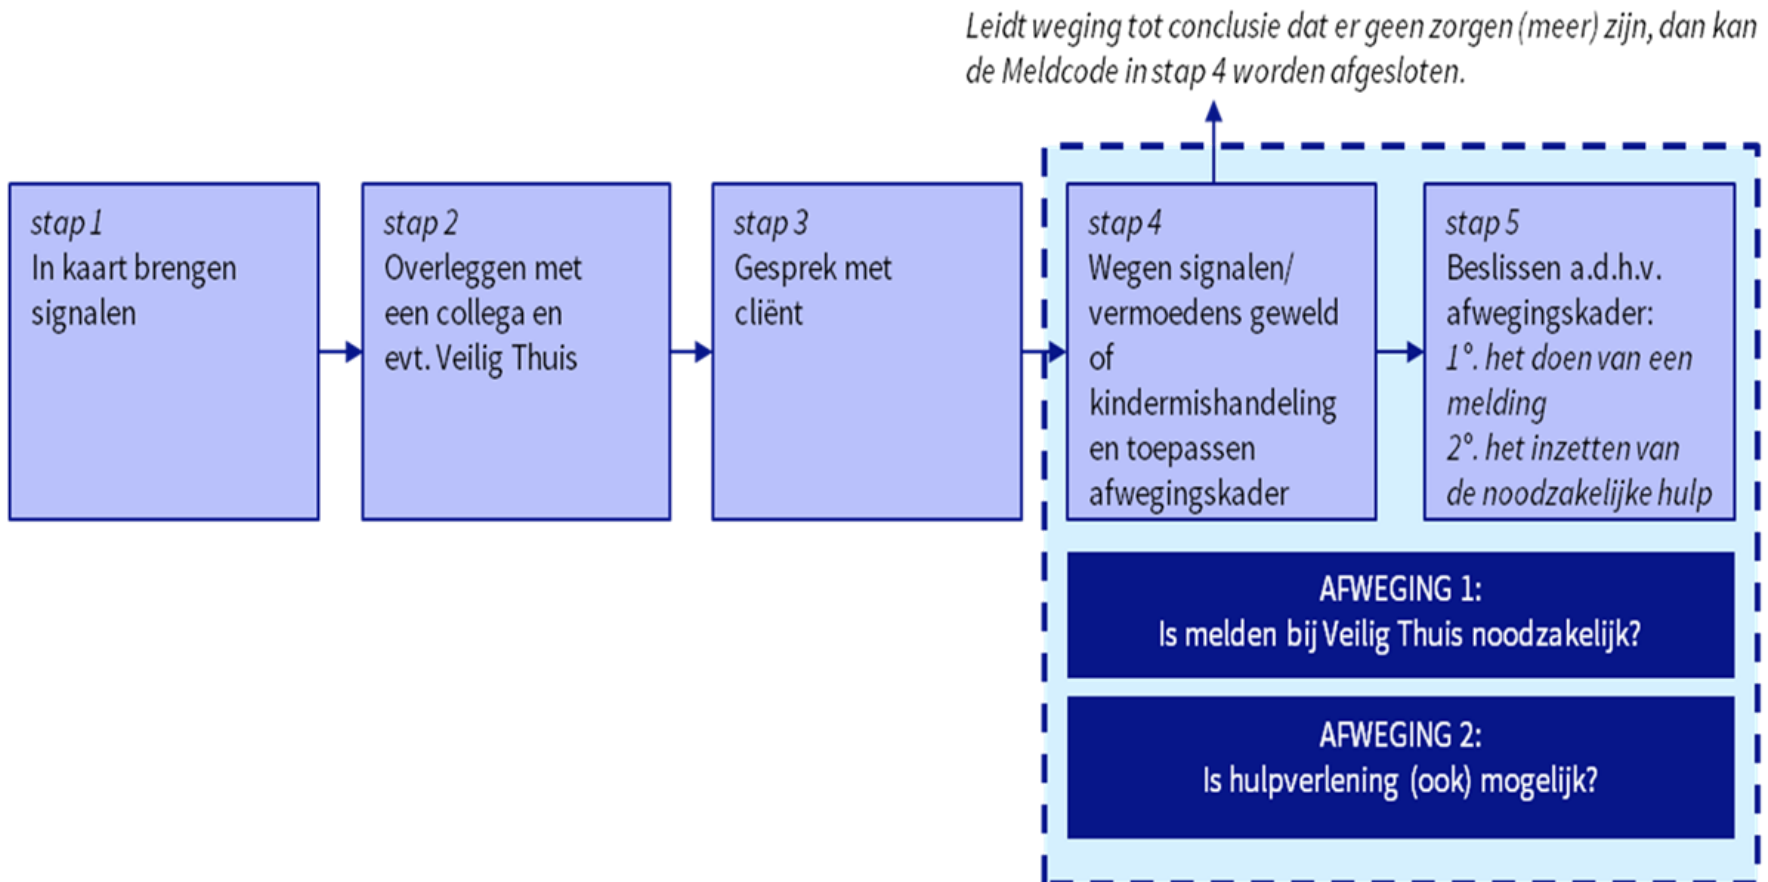 Leidt weging tot conclusie dat er geen zorgen (meer) zijn, dan kan
de Meldcode in stap 4 worden afgesloten.
stap 1
In kaart brengen
signalen
stap 2
Overleggen met
een collega en
evt. Veilig Thuis
stap 3
Gesprek met
cliënt
stap 4
Wegen signalen/
vermoedens geweld
of
kindermishandeling
en toepassen
afwegingskader
stap 5
Beslissen a.d.h.v.
afwegingskader:
1°. het doen van een
melding
2°. het inzetten van
de noodzakelijke hulp
AFWEGING 1:
Is melden bij Veilig Thuis noodzakelijk?
AFWEGING 2:
Is hulpverlening (ook) mogelijk?